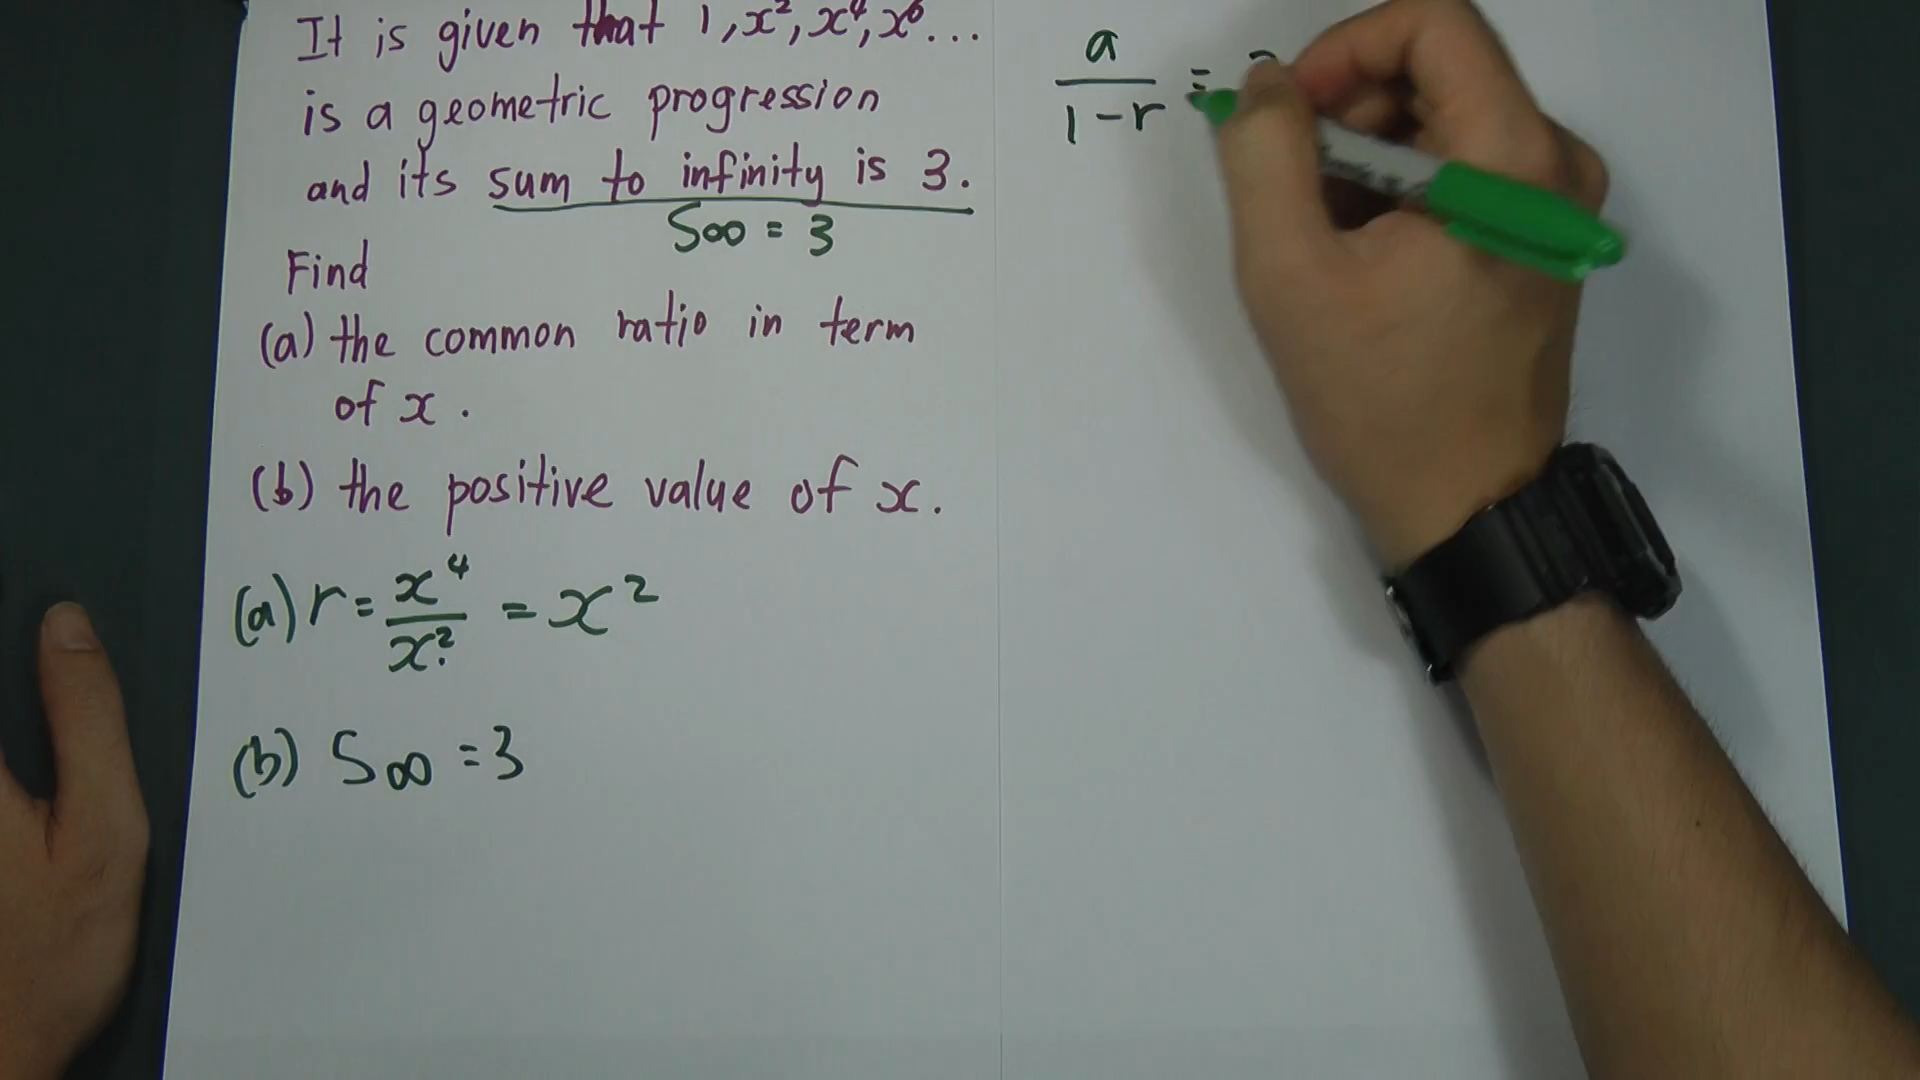 It is given that 1, x², x⁴, x⁶...
is a geometric progression
and its sum to infinity is 3.
S∞ = 3
Find
(a) the common ratio in term
of x.
(b) the positive value of x.
(a) r = x⁴/x² = x²
(b) S∞ = 3
a/(1-r) =